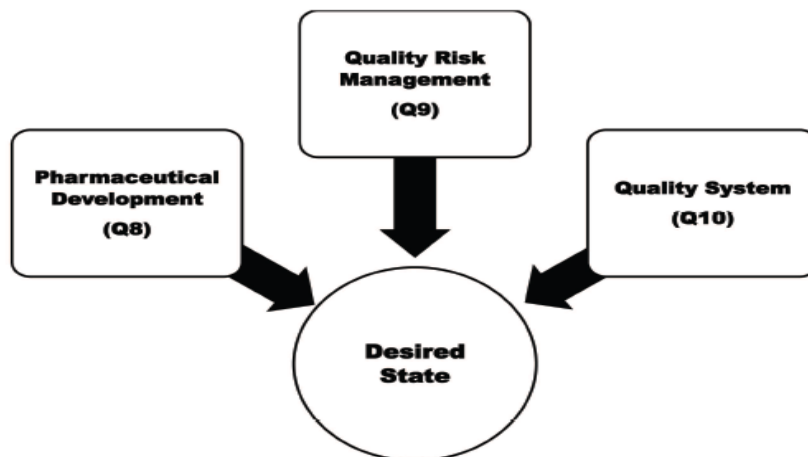 Quality Risk
Management
(Q9)
Pharmaceutical
Development
(Q8)
Quality System
(Q10)
Desired
State